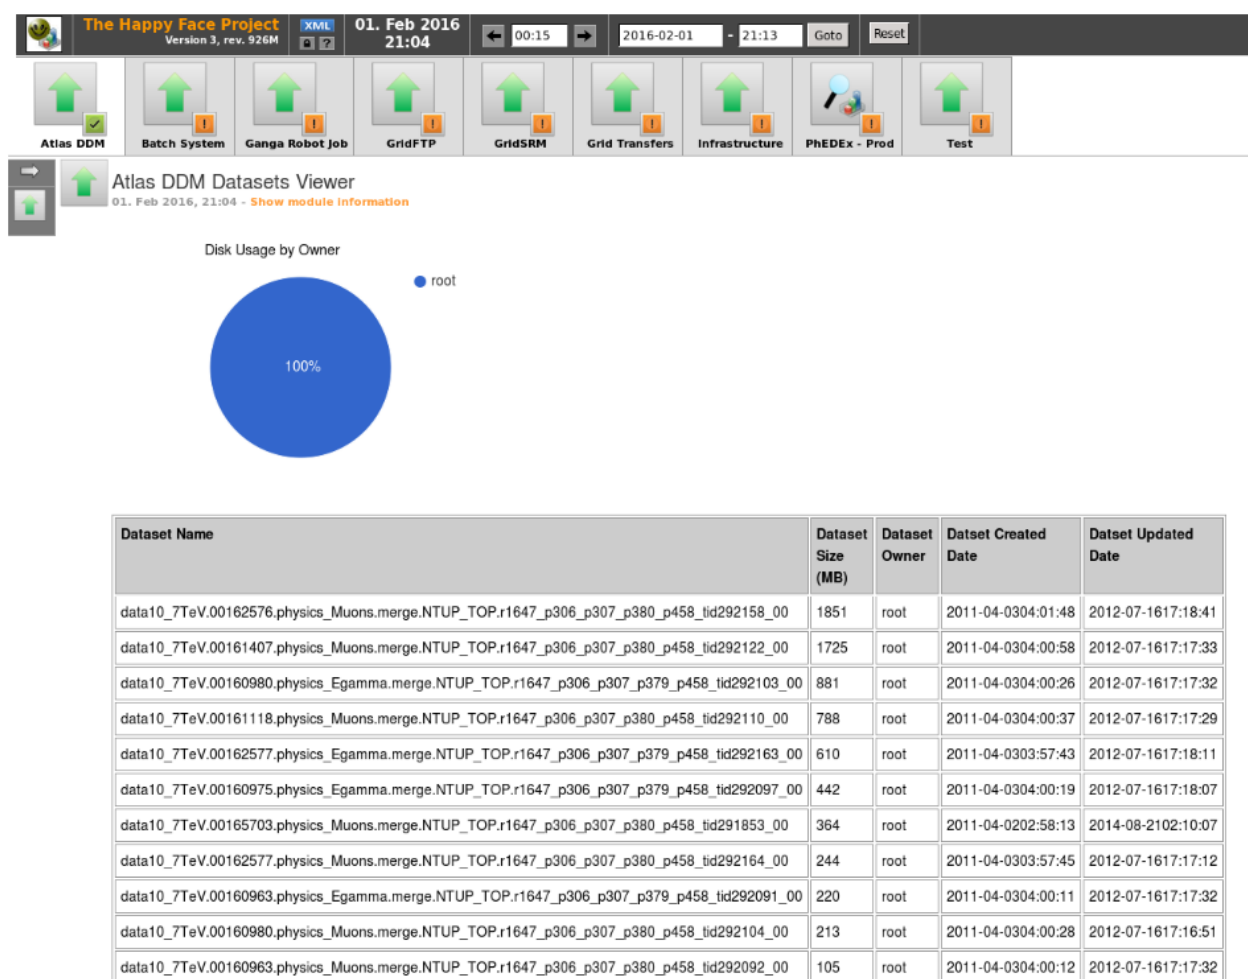 The Happy Face Project
Version 3, rev. 926M
XML
?
01. Feb 2016
21:04
00:15
2016-02-01 - 21:13 Goto Reset
Atlas DDM
Batch System
Ganga Robot Job
GridFTP
GridSRM
Grid Transfers
Infrastructure
PhEDEx - Prod
Test
Atlas DDM Datasets Viewer
01. Feb 2016, 21:04 - Show module information
Disk Usage by Owner
root
100%
Dataset Name Dataset Size (MB) Dataset Owner Datset Created Date Datset Updated Date
data10_7TeV.00162576.physics_Muons.merge.NTUP_TOP.r1647_p306_p307_p380_p458_tid292158_00 1851 root 2011-04-0304:01:48 2012-07-1617:18:41
data10_7TeV.00161407.physics_Muons.merge.NTUP_TOP.r1647_p306_p307_p380_p458_tid292122_00 1725 root 2011-04-0304:00:58 2012-07-1617:17:33
data10_7TeV.00160980.physics_Egamma.merge.NTUP_TOP.r1647_p306_p307_p379_p458_tid292103_00 881 root 2011-04-0304:00:26 2012-07-1617:17:32
data10_7TeV.00161118.physics_Muons.merge.NTUP_TOP.r1647_p306_p307_p380_p458_tid292110_00 788 root 2011-04-0304:00:37 2012-07-1617:17:29
data10_7TeV.00162577.physics_Egamma.merge.NTUP_TOP.r1647_p306_p307_p379_p458_tid292163_00 610 root 2011-04-0303:57:43 2012-07-1617:18:11
data10_7TeV.00160975.physics_Egamma.merge.NTUP_TOP.r1647_p306_p307_p379_p458_tid292097_00 442 root 2011-04-0304:00:19 2012-07-1617:18:07
data10_7TeV.00165703.physics_Muons.merge.NTUP_TOP.r1647_p306_p307_p380_p458_tid291853_00 364 root 2011-04-0202:58:13 2014-08-2102:10:07
data10_7TeV.00162577.physics_Muons.merge.NTUP_TOP.r1647_p306_p307_p380_p458_tid292164_00 244 root 2011-04-0303:57:45 2012-07-1617:17:12
data10_7TeV.00160963.physics_Egamma.merge.NTUP_TOP.r1647_p306_p307_p379_p458_tid292091_00 220 root 2011-04-0304:00:11 2012-07-1617:17:32
data10_7TeV.00160980.physics_Muons.merge.NTUP_TOP.r1647_p306_p307_p380_p458_tid292104_00 213 root 2011-04-0304:00:28 2012-07-1617:16:51
data10_7TeV.00160963.physics_Muons.merge.NTUP_TOP.r1647_p306_p307_p380_p458_tid292092_00 105 root 2011-04-0304:00:12 2012-07-1617:17:32